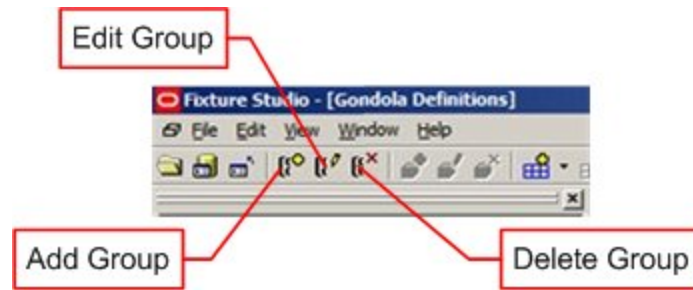 Edit Group
Fixture Studio - [Gondola Definitions]
File Edit View Window Help
Add Group
Delete Group